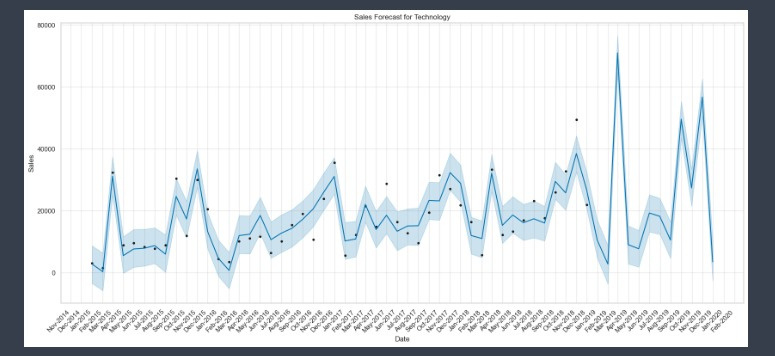 Sales Forecast for Technology
80000
60000
40000
20000
0
Sales
Nov-2014 Dec-2014 Jan-2015 Feb-2015 Mar-2015 Apr-2015 May-2015 Jun-2015 Jul-2015 Aug-2015 Sep-2015 Oct-2015 Nov-2015 Dec-2015 Jan-2016 Feb-2016 Mar-2016 Apr-2016 May-2016 Jun-2016 Jul-2016 Aug-2016 Sep-2016 Oct-2016 Nov-2016 Dec-2016 Jan-2017 Feb-2017 Mar-2017 Apr-2017 May-2017 Jun-2017 Jul-2017 Aug-2017 Sep-2017 Oct-2017 Nov-2017 Dec-2017 Jan-2018 Feb-2018 Mar-2018 Apr-2018 May-2018 Jun-2018 Jul-2018 Aug-2018 Sep-2018 Oct-2018 Nov-2018 Dec-2018 Jan-2019 Feb-2019 Mar-2019 Apr-2019 May-2019 Jun-2019 Jul-2019 Aug-2019 Sep-2019 Oct-2019 Nov-2019 Dec-2019 Jan-2020 Feb-2020
Date